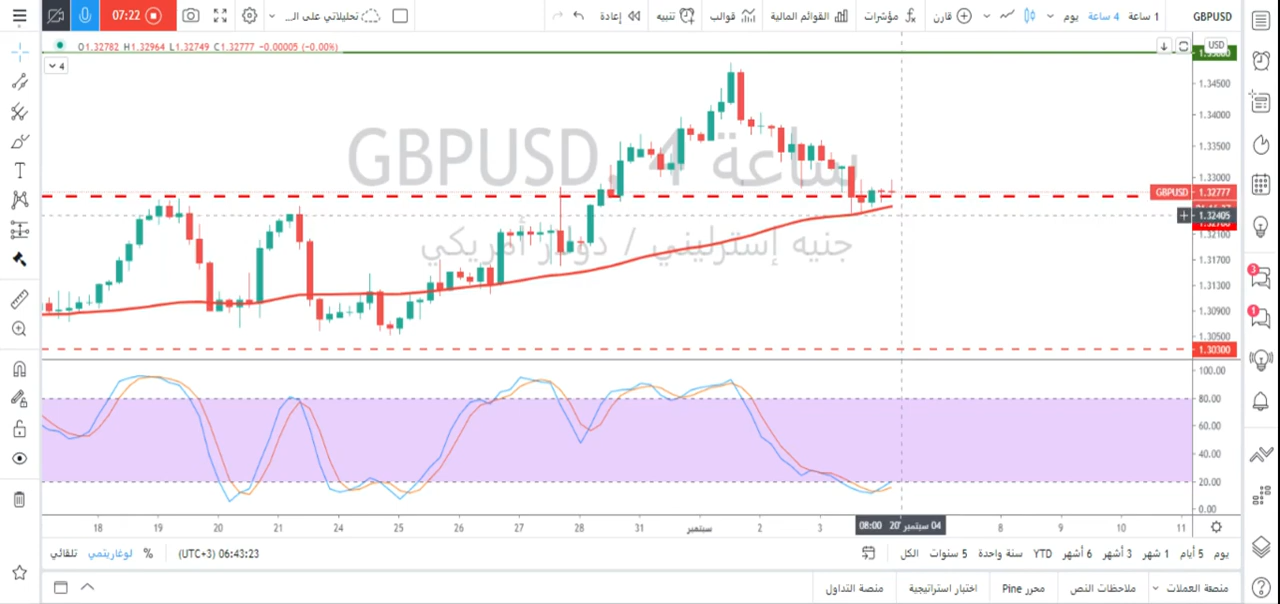 07:22
تحليلاتي على ال...
إعادة
تنبيه
قوالب
القوائم المالية
مؤشرات
قارن
يوم
4 ساعة
1 ساعة
GBPUSD
O1.32782 H1.32964 L1.32749 C1.32777 −0.00005 (−0.00%)
4
USD
1.34500
1.34000
1.33500
1.33000
GBPUSD 1.32777
1.32405
1.32100
1.31700
1.31300
1.30900
1.30500
1.30300
GBPUSD, 4 ساعة
جنيه إسترليني / دولار أمريكي
100.00
80.00
60.00
40.00
20.00
0.00
18 19 20 21 24 25 26 27 28 31 سبتمبر 2 3 04 سبتمبر '20 08:00 8 9 10 11
3
1
تلقائي لوغاريتمي % 06:43:23 (UTC+3)
يوم 5 أيام 1 شهر 3 أشهر 6 أشهر YTD سنة واحدة 5 سنوات الكل
منصة العملات ملاحظات النص محرر Pine اختبار استراتيجية منصة التداول